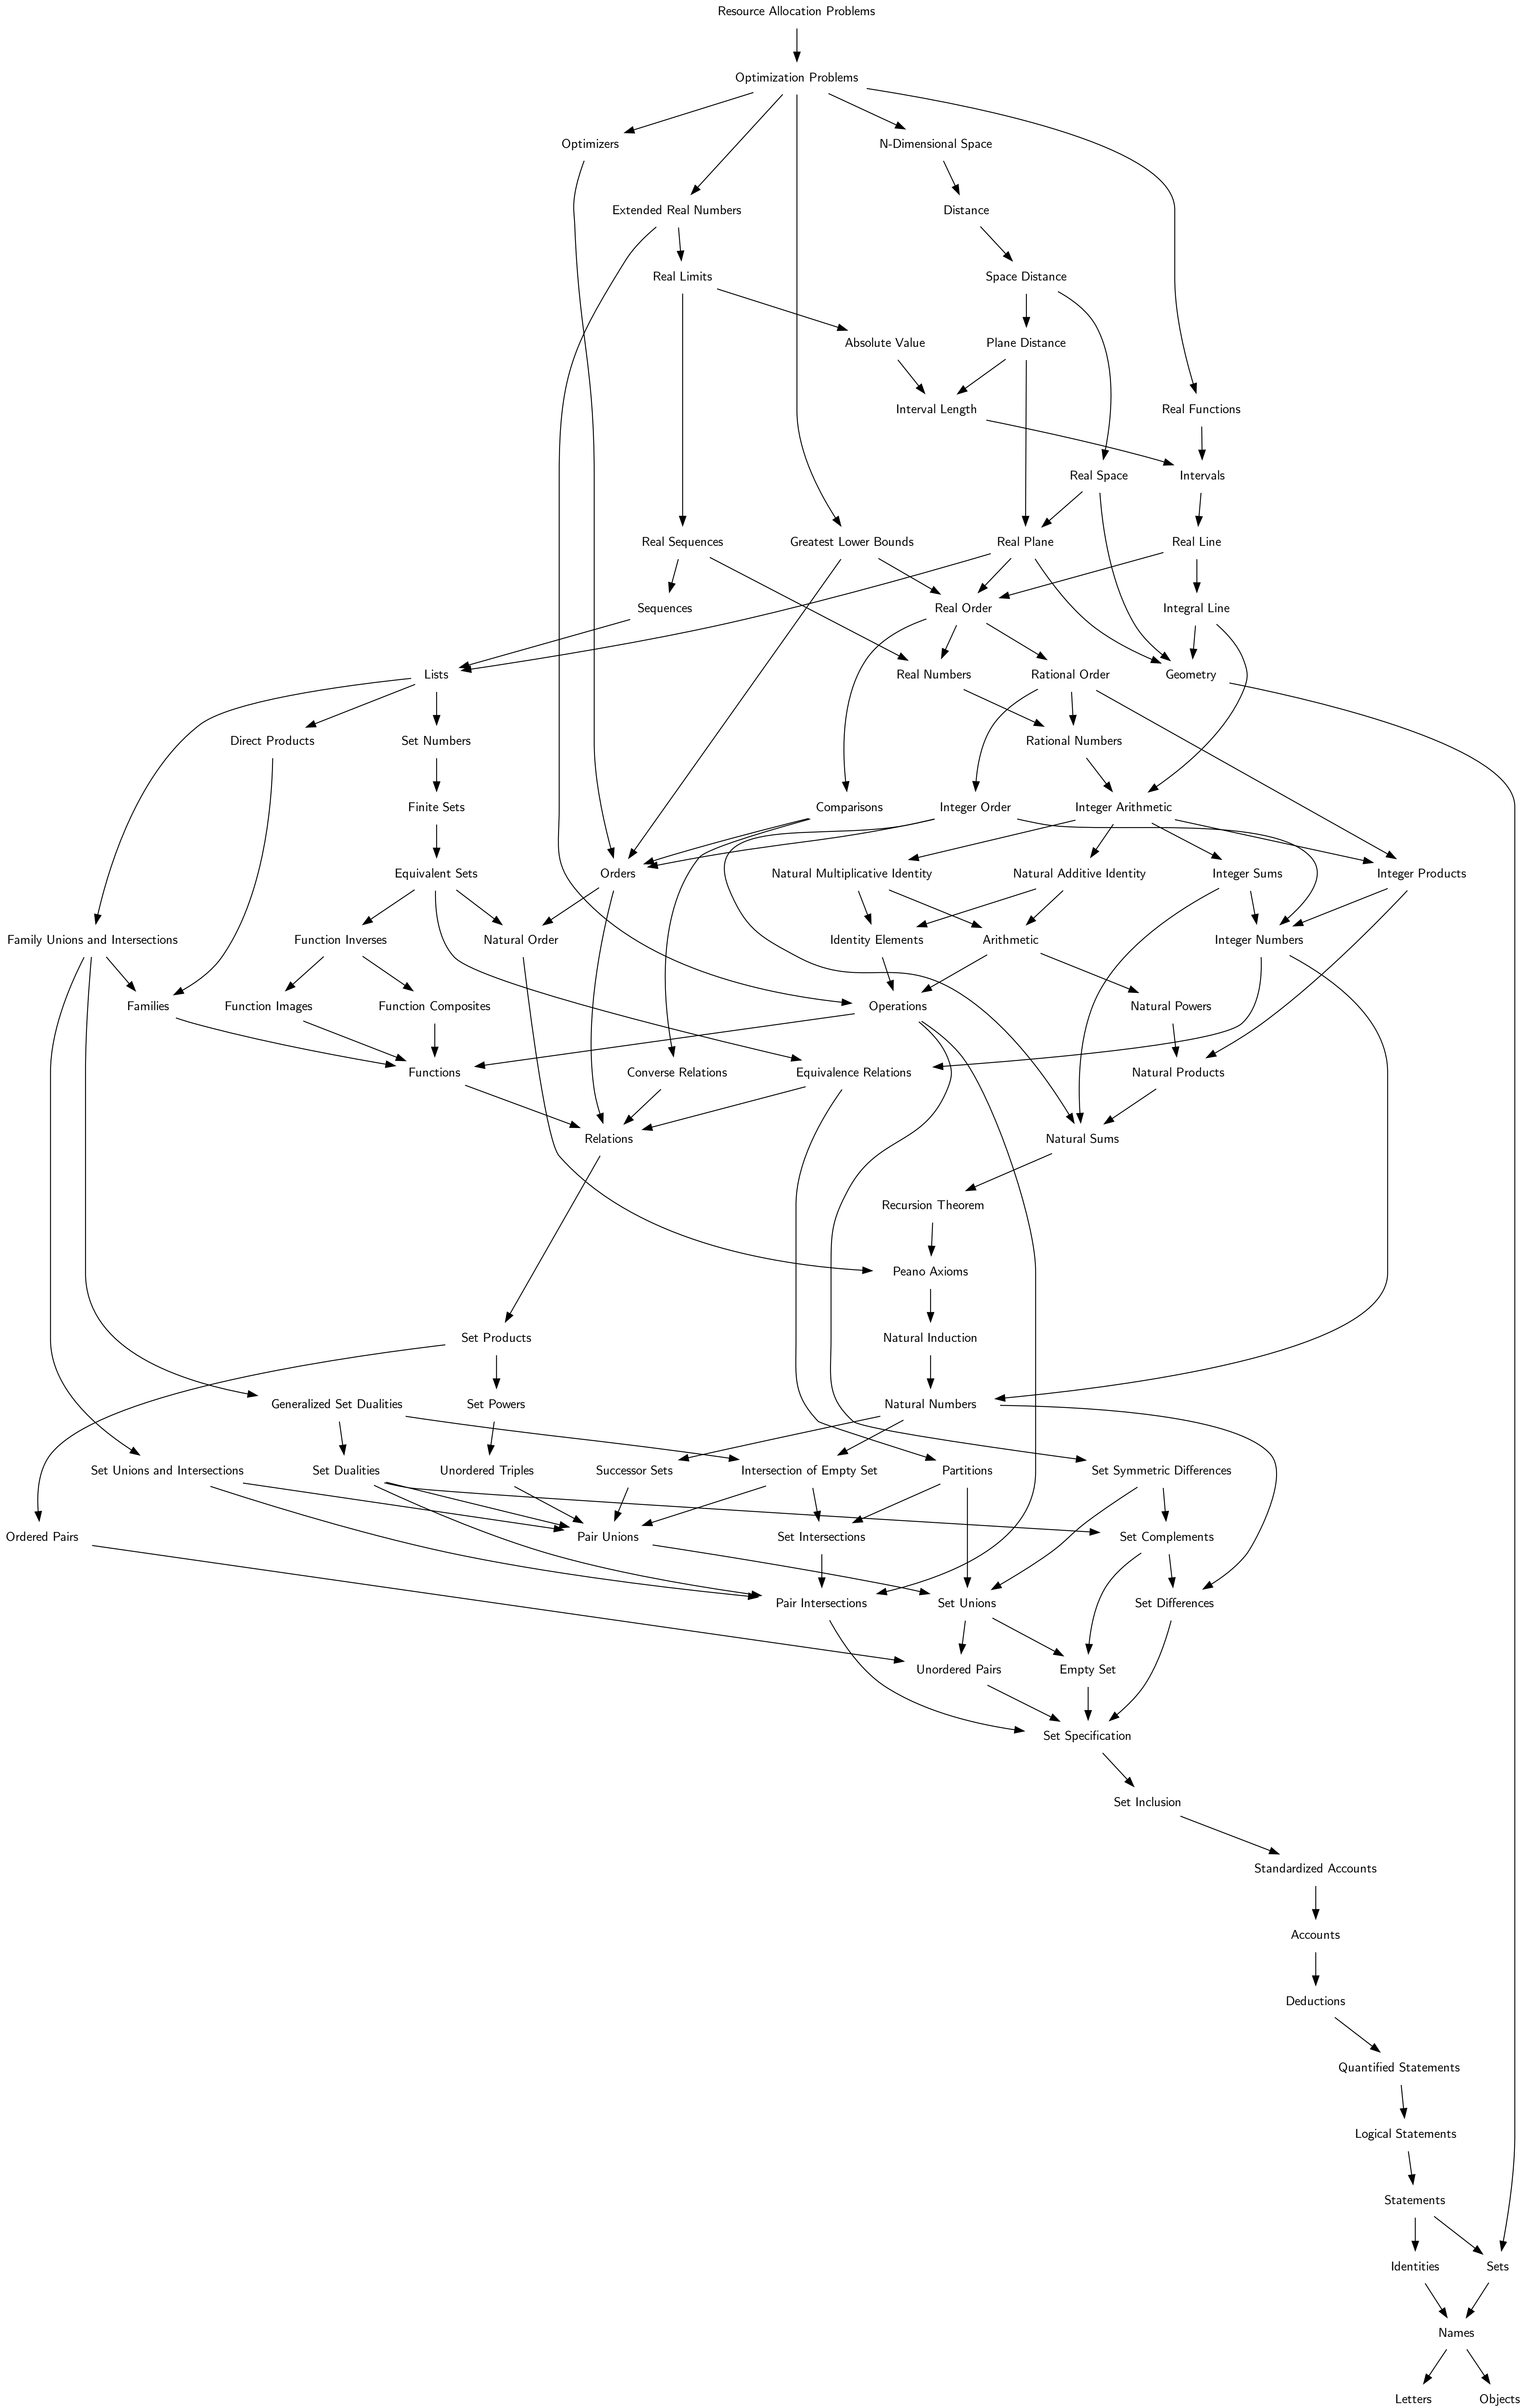 Resource Allocation Problems
Optimization Problems
Optimizers
N-Dimensional Space
Extended Real Numbers
Distance
Real Limits
Space Distance
Absolute Value
Plane Distance
Interval Length
Real Functions
Real Space
Intervals
Real Sequences
Greatest Lower Bounds
Real Plane
Real Line
Sequences
Real Order
Integral Line
Lists
Real Numbers
Rational Order
Geometry
Direct Products
Set Numbers
Rational Numbers
Finite Sets
Comparisons
Integer Order
Integer Arithmetic
Equivalent Sets
Orders
Natural Multiplicative Identity
Natural Additive Identity
Integer Sums
Integer Products
Family Unions and Intersections
Function Inverses
Natural Order
Identity Elements
Arithmetic
Integer Numbers
Families
Function Images
Function Composites
Operations
Natural Powers
Functions
Converse Relations
Equivalence Relations
Natural Products
Relations
Natural Sums
Recursion Theorem
Peano Axioms
Set Products
Natural Induction
Generalized Set Dualities
Set Powers
Natural Numbers
Set Unions and Intersections
Set Dualities
Unordered Triples
Successor Sets
Intersection of Empty Set
Partitions
Set Symmetric Differences
Ordered Pairs
Pair Unions
Set Intersections
Set Complements
Pair Intersections
Set Unions
Set Differences
Unordered Pairs
Empty Set
Set Specification
Set Inclusion
Standardized Accounts
Accounts
Deductions
Quantified Statements
Logical Statements
Statements
Identities
Sets
Names
Letters
Objects